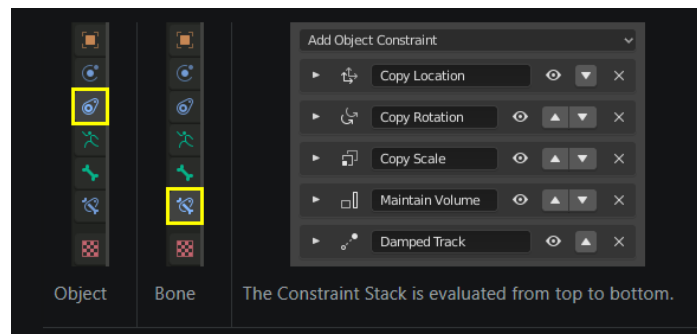 Add Object Constraint
Copy Location
Copy Rotation
Copy Scale
Maintain Volume
Damped Track
Object
Bone
The Constraint Stack is evaluated from top to bottom.